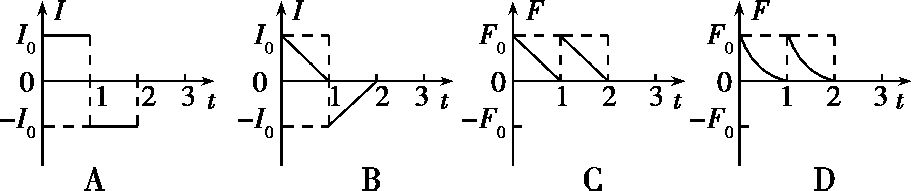 I I F F
I₀ I₀ F₀ F₀
0 1 2 3 t 0 1 2 3 t 0 1 2 3 t 0 1 2 3 t
−I₀ −I₀ −F₀ −F₀
A B C D